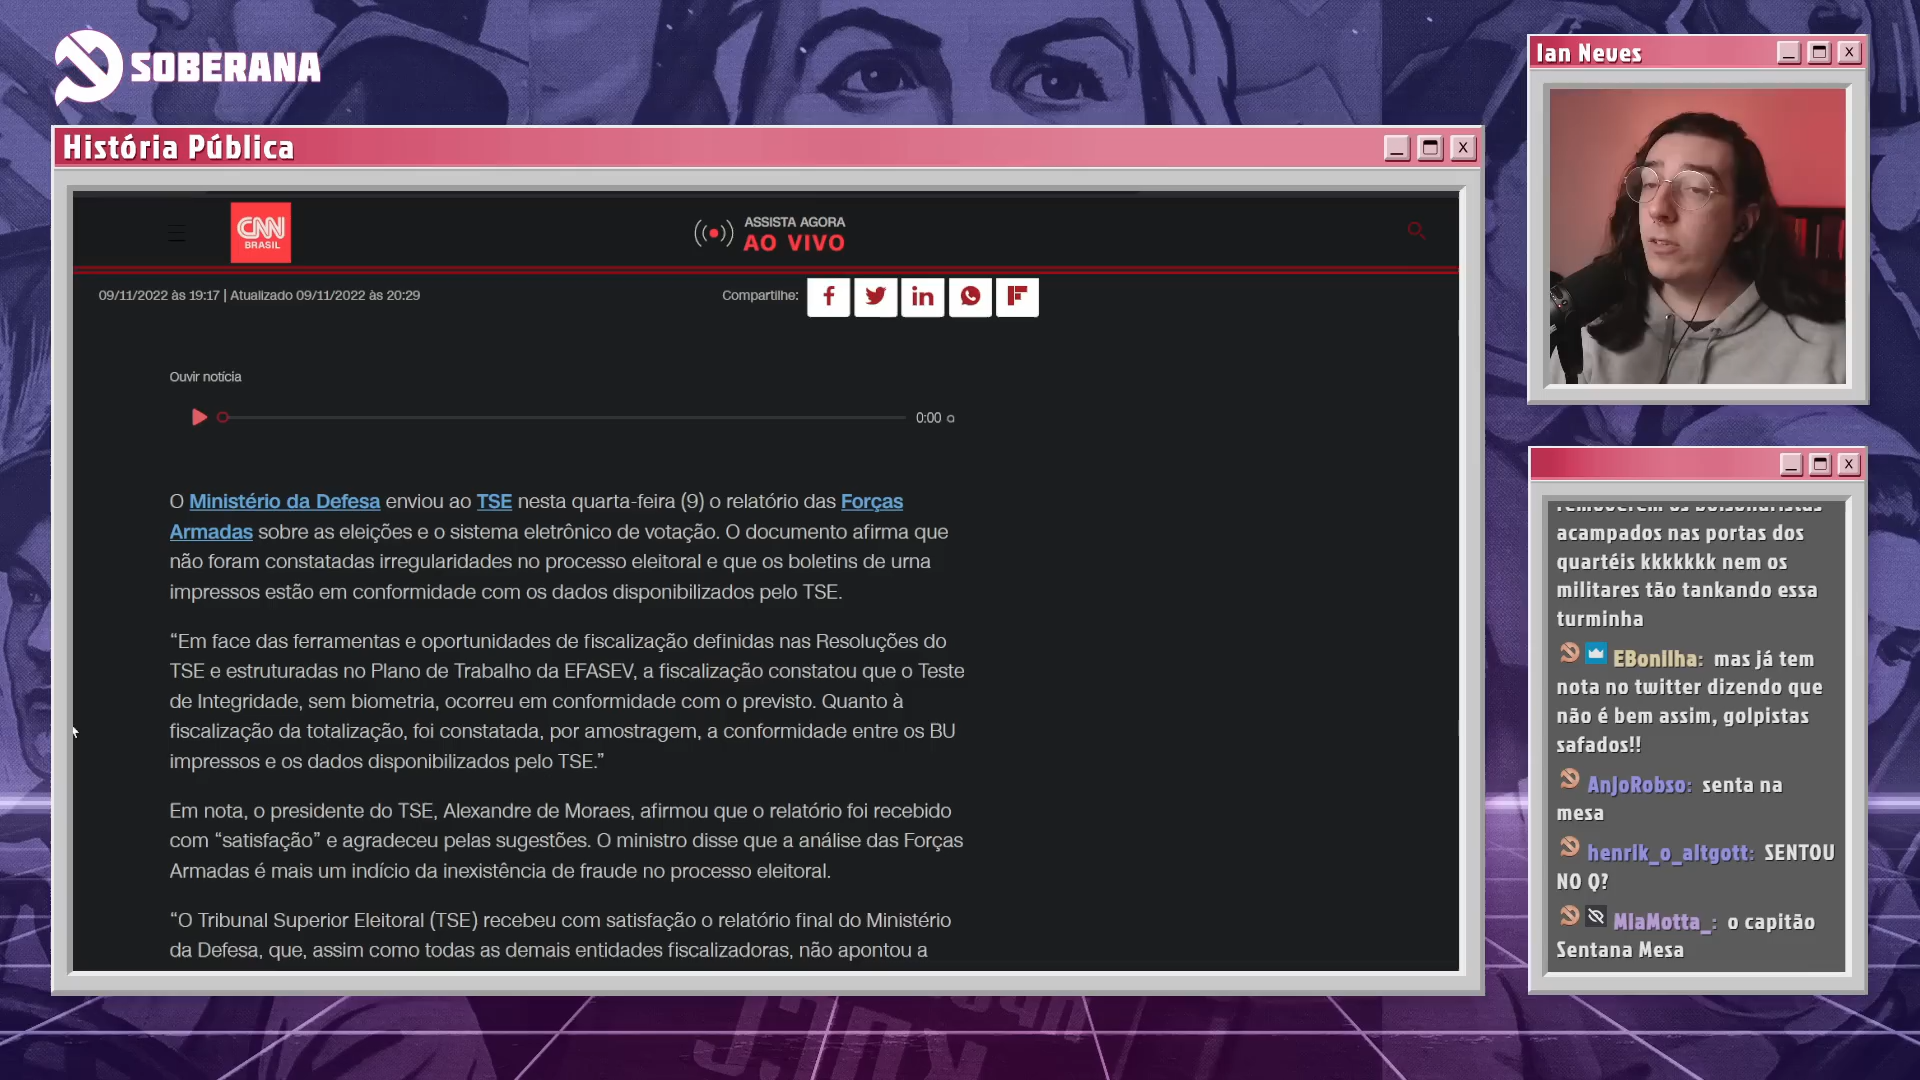 SOBERANA
História Pública
CNN
BRASIL
ASSISTA AGORA
AO VIVO
09/11/2022 às 19:17 | Atualizado 09/11/2022 às 20:29
Compartilhe:
Ouvir notícia
0:00
O Ministério da Defesa enviou ao TSE nesta quarta-feira (9) o relatório das Forças
Armadas sobre as eleições e o sistema eletrônico de votação. O documento afirma que
não foram constatadas irregularidades no processo eleitoral e que os boletins de urna
impressos estão em conformidade com os dados disponibilizados pelo TSE.
“Em face das ferramentas e oportunidades de fiscalização definidas nas Resoluções do
TSE e estruturadas no Plano de Trabalho da EFASEV, a fiscalização constatou que o Teste
de Integridade, sem biometria, ocorreu em conformidade com o previsto. Quanto à
fiscalização da totalização, foi constatada, por amostragem, a conformidade entre os BU
impressos e os dados disponibilizados pelo TSE.”
Em nota, o presidente do TSE, Alexandre de Moraes, afirmou que o relatório foi recebido
com “satisfação” e agradeceu pelas sugestões. O ministro disse que a análise das Forças
Armadas é mais um indício da inexistência de fraude no processo eleitoral.
“O Tribunal Superior Eleitoral (TSE) recebeu com satisfação o relatório final do Ministério
da Defesa, que, assim como todas as demais entidades fiscalizadoras, não apontou a
Ian Neves
removerem os bolsonaristas
acampados nas portas dos
quartéis kkkkkkk nem os
militares tão tankando essa
turminha
EBonilha: mas já tem
nota no twitter dizendo que
não é bem assim, golpistas
safados!!
AnjoRobso: senta na
mesa
henrik_o_altgott: SENTOU
NO Q?
MiaMotta_: o capitão
Sentana Mesa